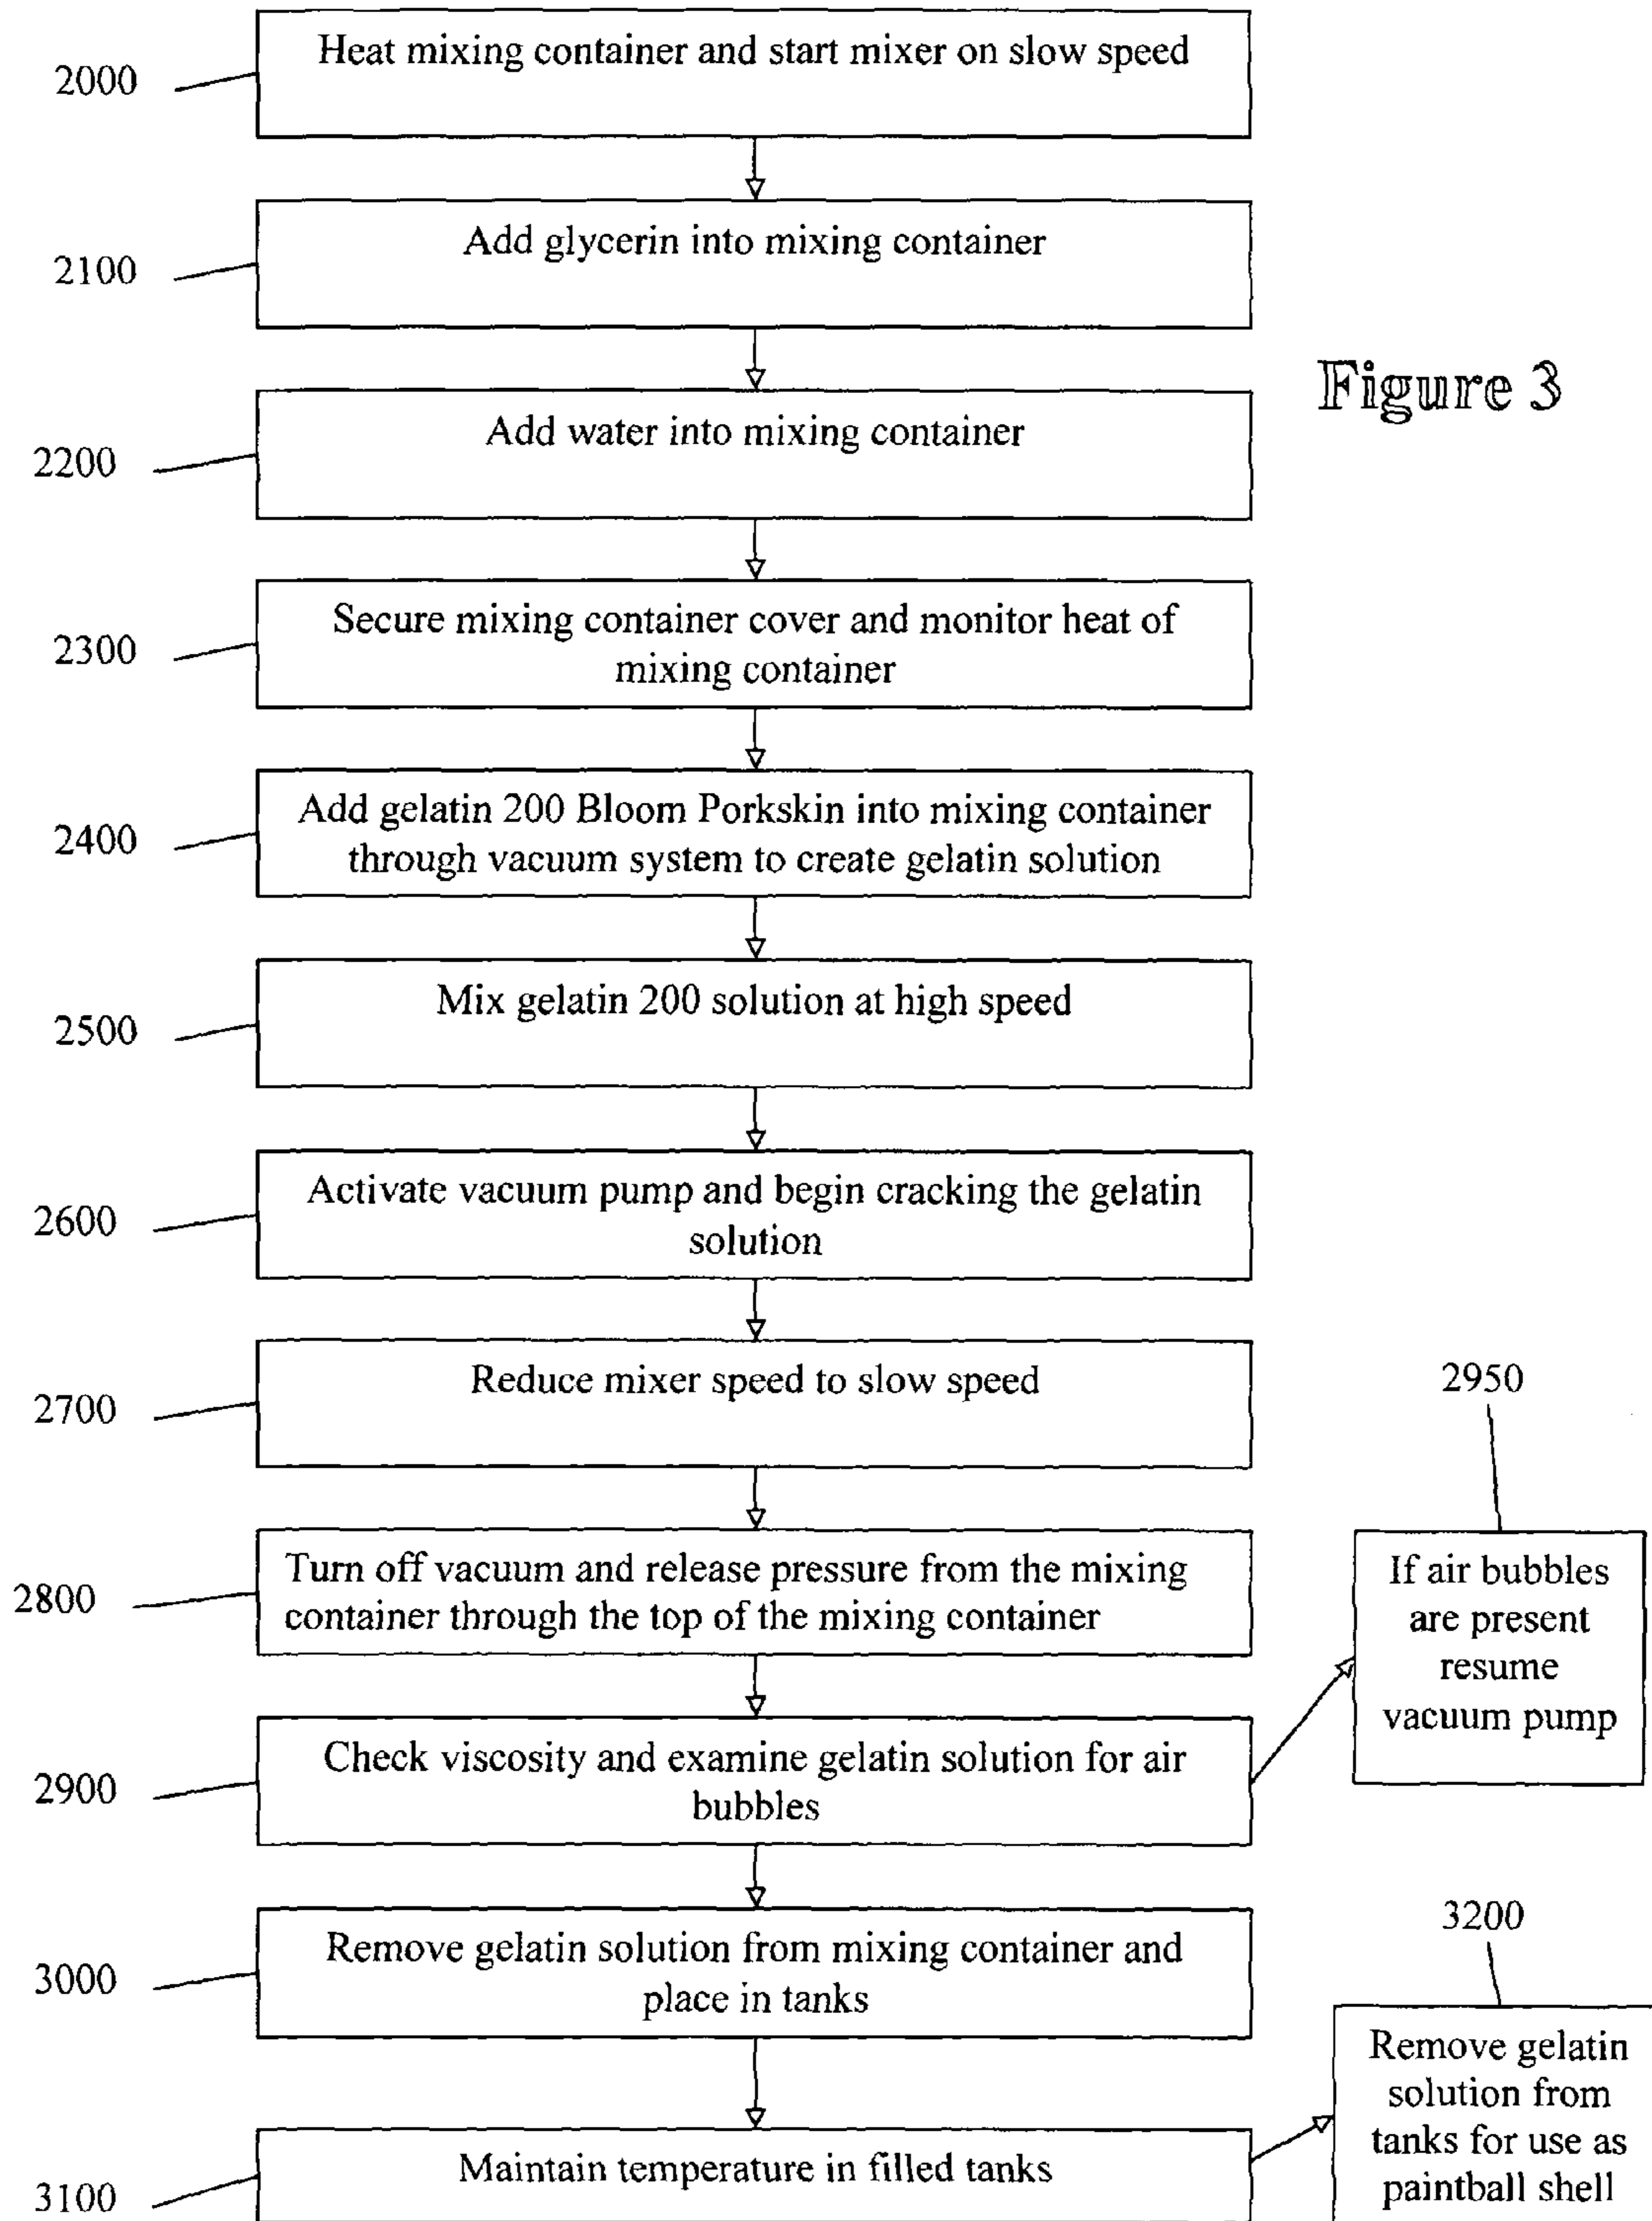 2000
Heat mixing container and start mixer on slow speed
2100
Add glycerin into mixing container
Figure 3
2200
Add water into mixing container
2300
Secure mixing container cover and monitor heat of
mixing container
2400
Add gelatin 200 Bloom Porkskin into mixing container
through vacuum system to create gelatin solution
2500
Mix gelatin 200 solution at high speed
2600
Activate vacuum pump and begin cracking the gelatin
solution
2700
Reduce mixer speed to slow speed
2800
Turn off vacuum and release pressure from the mixing
container through the top of the mixing container
2950
If air bubbles
are present
resume
vacuum pump
2900
Check viscosity and examine gelatin solution for air
bubbles
3000
Remove gelatin solution from mixing container and
place in tanks
3100
Maintain temperature in filled tanks
3200
Remove gelatin
solution from
tanks for use as
paintball shell